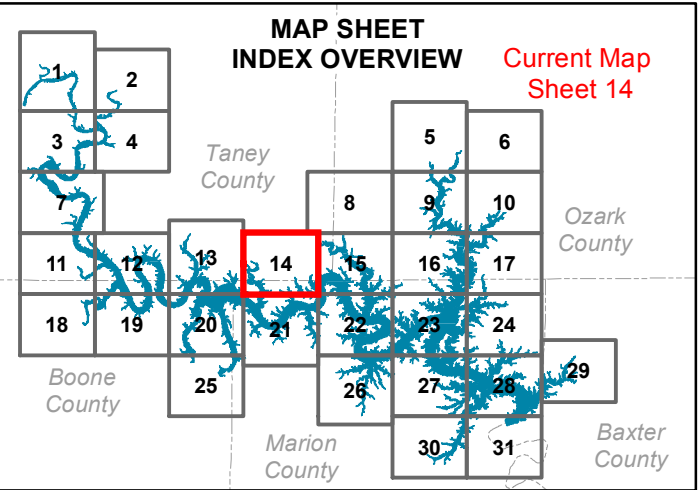 MAP SHEET
INDEX OVERVIEW
Current Map
Sheet 14
1
2
3
4
Taney
County
5
6
7
8
9
10
Ozark
County
11
12
13
14
15
16
17
18
19
20
21
22
23
24
25
26
27
28
29
Boone
County
Marion
County
30
31
Baxter
County